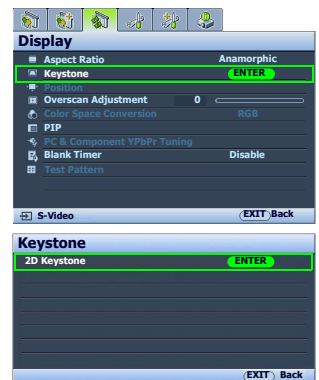 Display
Aspect Ratio Anamorphic
Keystone ENTER
Position
Overscan Adjustment 0
Color Space Conversion RGB
PIP
PC & Component YPbPr Tuning
Blank Timer Disable
Test Pattern
S-Video EXIT Back
Keystone
2D Keystone ENTER
EXIT Back